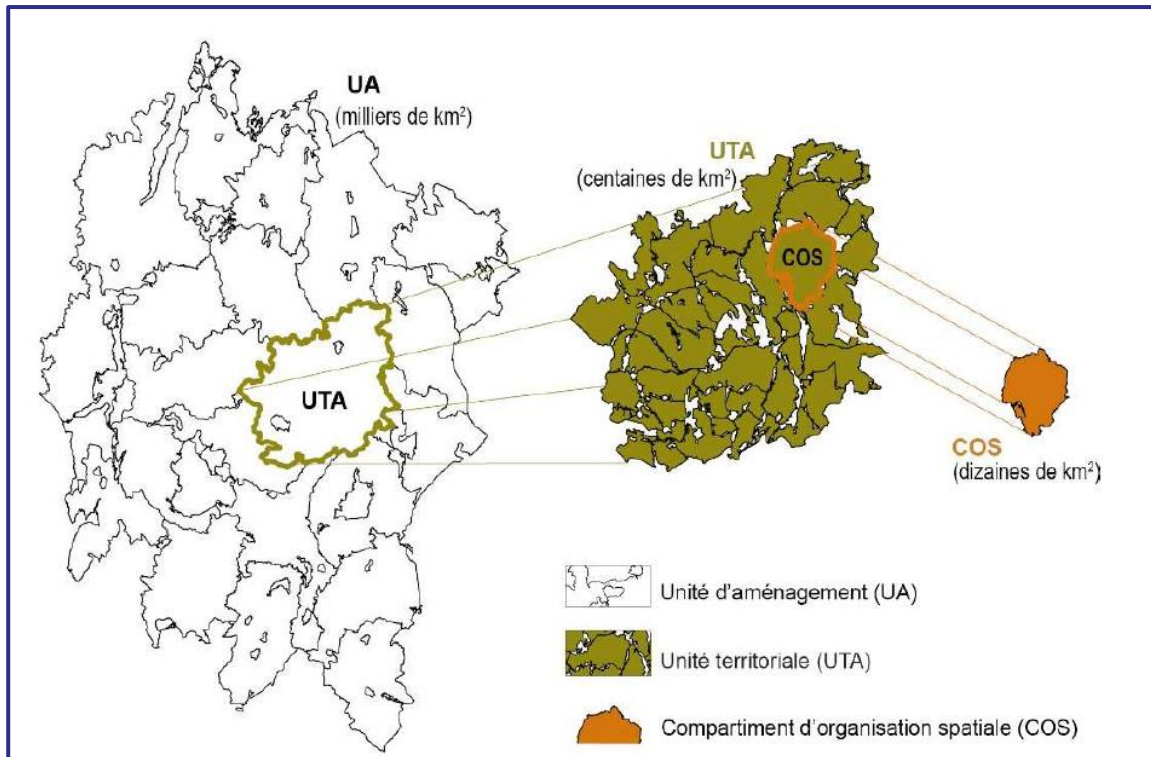 UA
(milliers de km²)
UTA
(centaines de km²)
COS
UTA
COS
(dizaines de km²)
Unité d'aménagement (UA)
Unité territoriale (UTA)
Compartiment d'organisation spatiale (COS)